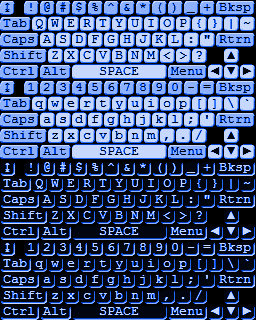 ↨ ! @ # $ % ^ & * ( ) _ + Bksp
Tab Q W E R T Y U I O P { } | ~
Caps A S D F G H J K L : " Rtrn
Shift Z X C V B N M < > ? ▲
Ctrl Alt SPACE Menu ◄ ▼ ►
↨ 1 2 3 4 5 6 7 8 9 0 - = Bksp
Tab q w e r t y u i o p [ ] \ `
Caps a s d f g h j k l ; ' Rtrn
Shift z x c v b n m , . / ▲
Ctrl Alt SPACE Menu ◄ ▼ ►
↨ ! @ # $ % ^ & * ( ) _ + Bksp
Tab Q W E R T Y U I O P { } | ~
Caps A S D F G H J K L : " Rtrn
Shift Z X C V B N M < > ? ▲
Ctrl Alt SPACE Menu ◄ ▼ ►
↨ 1 2 3 4 5 6 7 8 9 0 - = Bksp
Tab q w e r t y u i o p [ ] \ `
Caps a s d f g h j k l ; ' Rtrn
Shift z x c v b n m , . / ▲
Ctrl Alt SPACE Menu ◄ ▼ ►